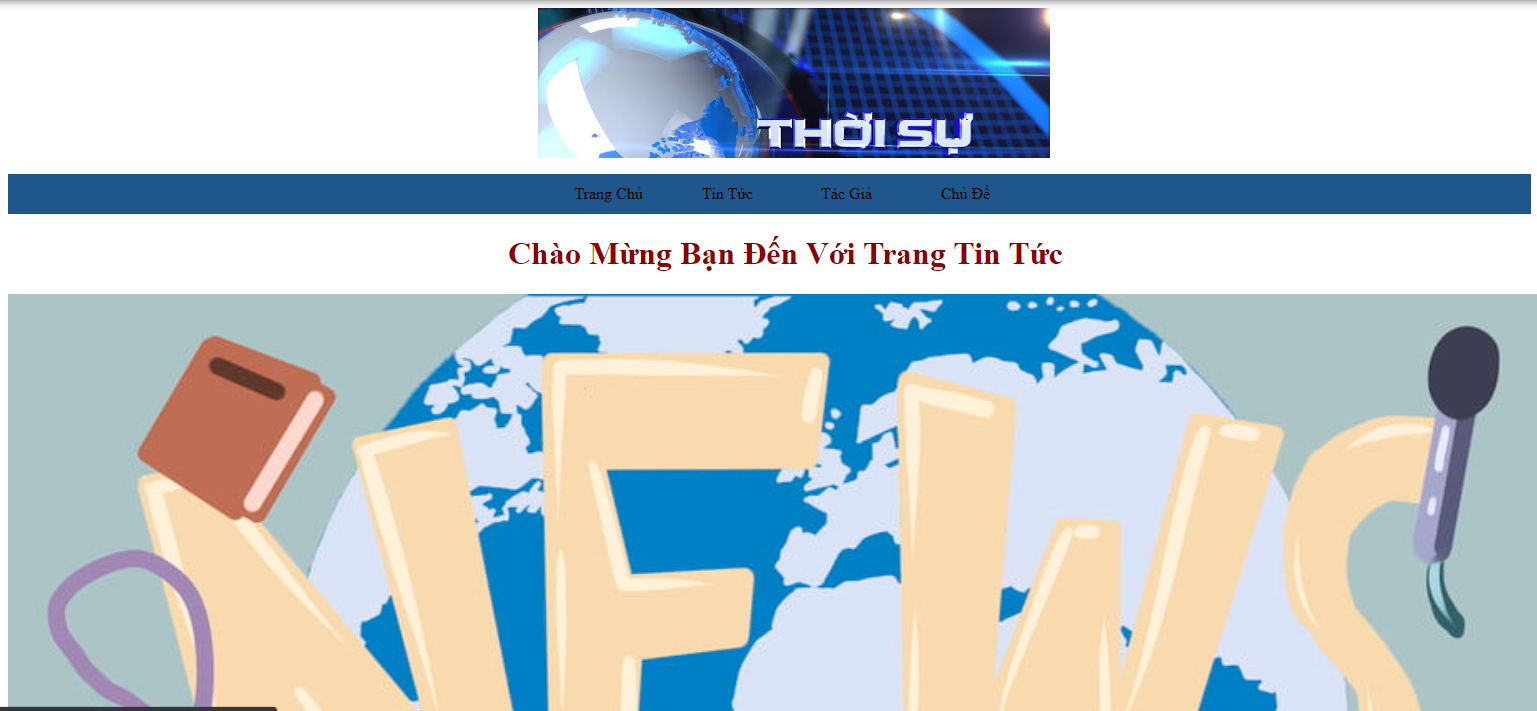 THỜI SỰ
Trang Chủ Tin Tức Tác Giả Chủ Đề
Chào Mừng Bạn Đến Với Trang Tin Tức
NEWS